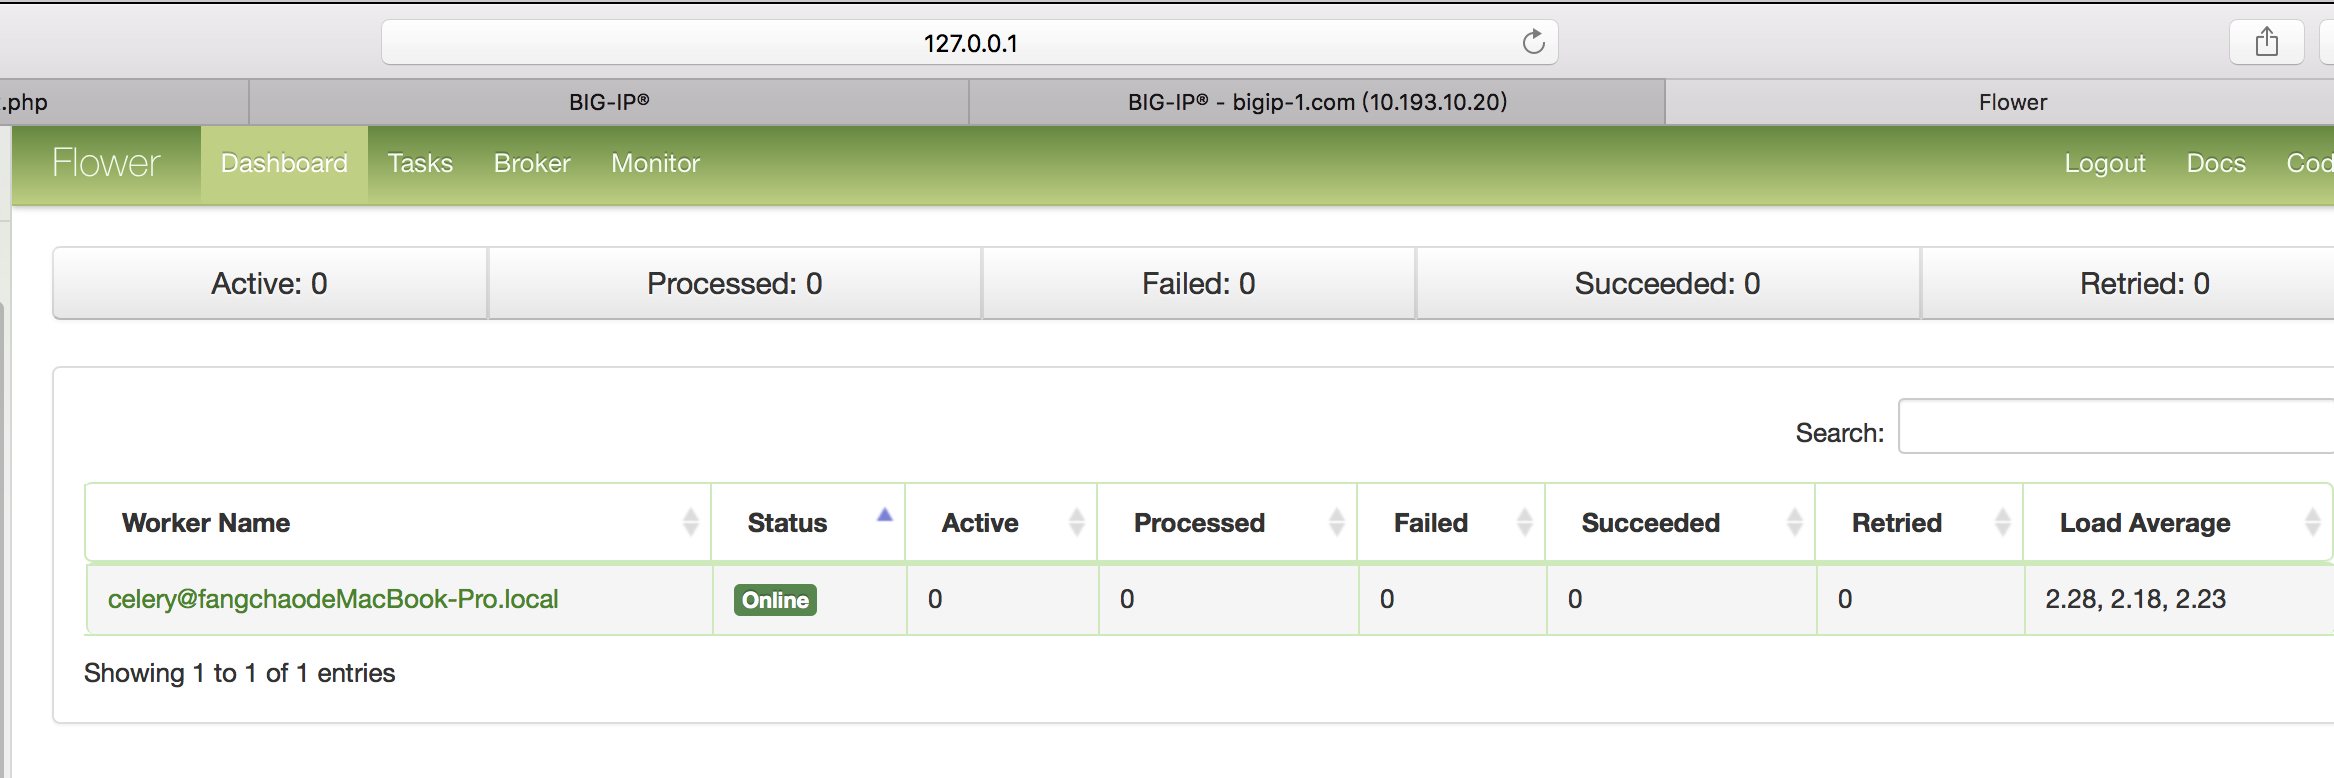 127.0.0.1
.php BIG-IP® BIG-IP® - bigip-1.com (10.193.10.20) Flower
Flower Dashboard Tasks Broker Monitor Logout Docs
Active: 0 Processed: 0 Failed: 0 Succeeded: 0 Retried: 0
Search:
Worker Name Status Active Processed Failed Succeeded Retried Load Average
celery@fangchaodeMacBook-Pro.local Online 0 0 0 0 0 2.28, 2.18, 2.23
Showing 1 to 1 of 1 entries